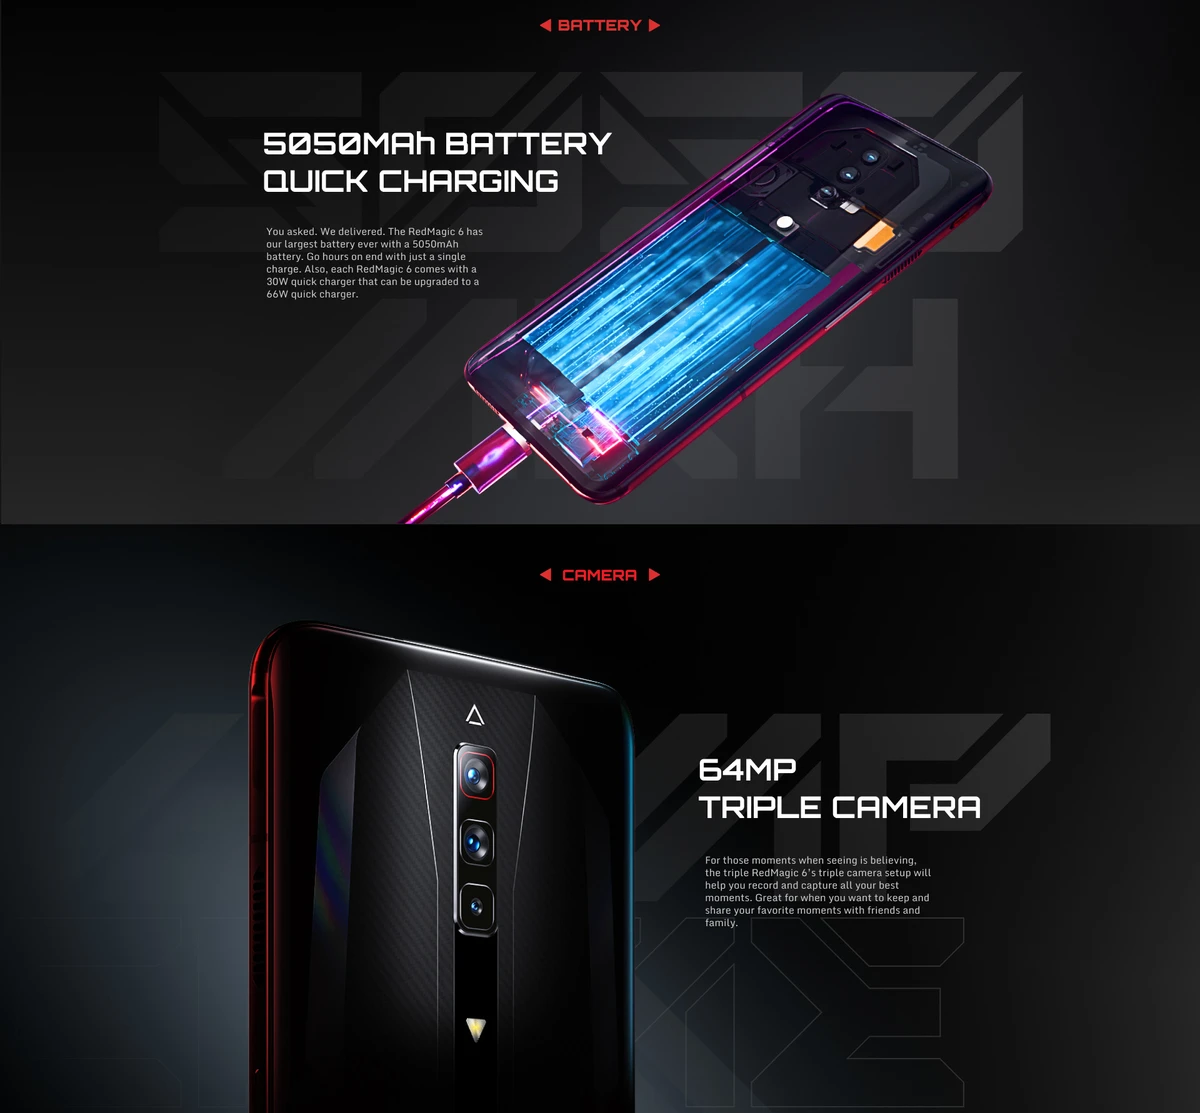 BATTERY
5050MAh BATTERY
QUICK CHARGING
You asked. We delivered. The RedMagic 6 has
our largest battery ever with a 5050mAh
battery. Go hours on end with just a single
charge. Also, each RedMagic 6 comes with a
30W quick charger that can be upgraded to a
66W quick charger.
CAMERA
64MP
TRIPLE CAMERA
For those moments when seeing is believing,
the triple RedMagic 6's triple camera setup will
help you record and capture all your best
moments. Great for when you want to keep and
share your favorite moments with friends and
family.